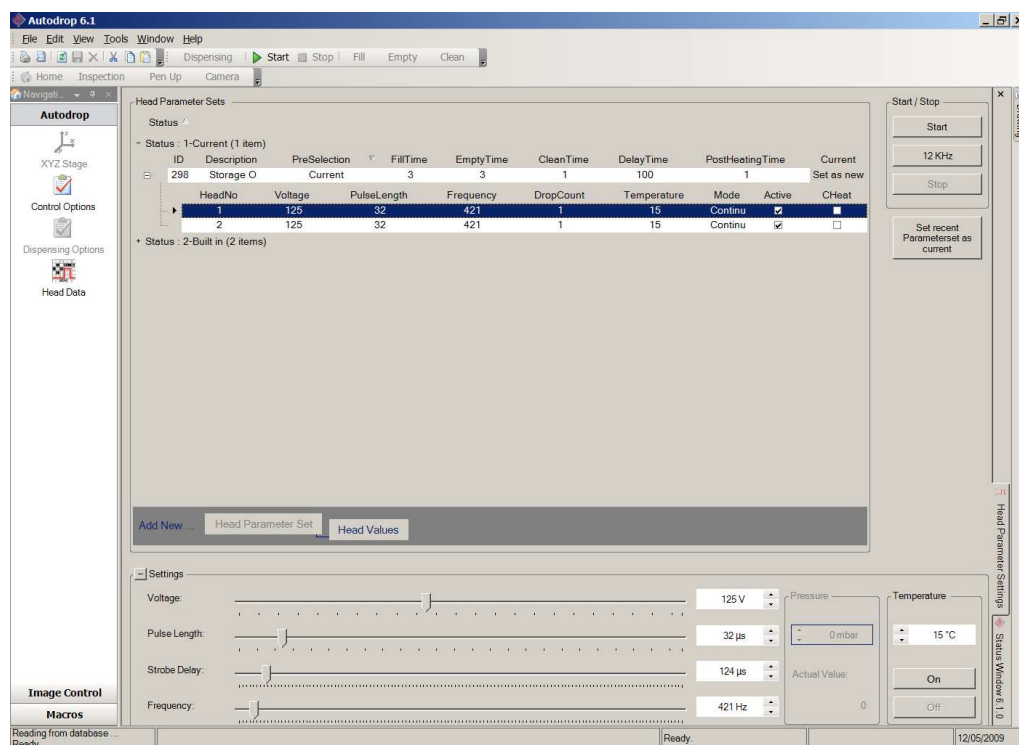 Autodrop 6.1
File Edit View Tools Window Help
Dispensing Start Stop Fill Empty Clean
Home Inspection Pen Up Camera
Navigati...
Autodrop
XYZ Stage
Control Options
Dispensing Options
Head Data
Image Control
Macros
Head Parameter Sets
Status
- Status : 1-Current (1 item)
ID Description PreSelection FillTime EmptyTime CleanTime DelayTime PostHeatingTime Current
298 Storage O Current 3 3 1 100 1 Set as new
HeadNo Voltage PulseLength Frequency DropCount Temperature Mode Active CHeat
1 125 32 421 1 15 Continu
2 125 32 421 1 15 Continu
+ Status : 2-Built in (2 items)
Add New ... Head Parameter Set Head Values
Start / Stop
Start
12 KHz
Stop
Set recent
Parameterset as
current
Settings
Voltage: 125 V
Pulse Length: 32 µs
Strobe Delay: 124 µs
Frequency: 421 Hz
Pressure
0 mbar
Actual Value:
0
Temperature
15 °C
On
Off
Drawing
Head Parameter Settings
Status Window 6.1.0
Reading from database ...
Ready.
Ready.
12/05/2009